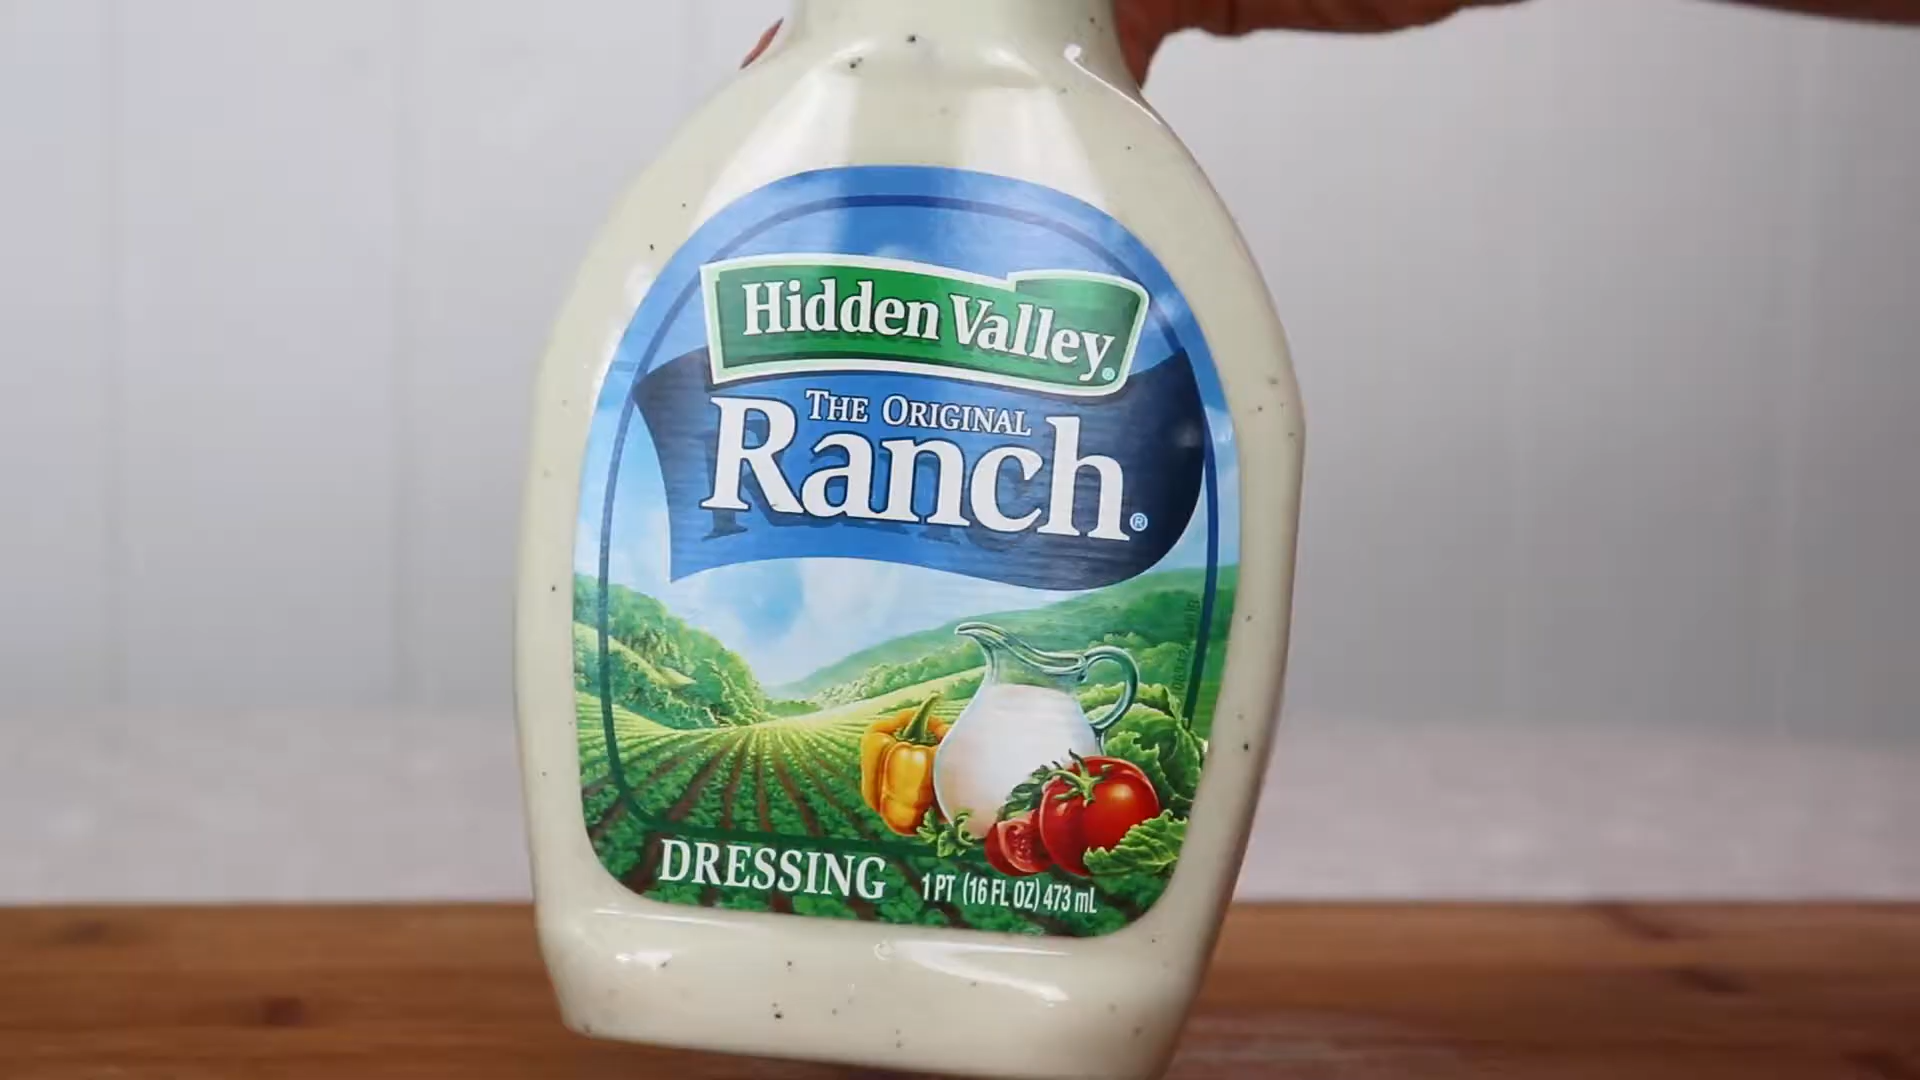 Hidden Valley®
THE ORIGINAL
Ranch®
DRESSING
1 PT (16 FL OZ) 473 mL